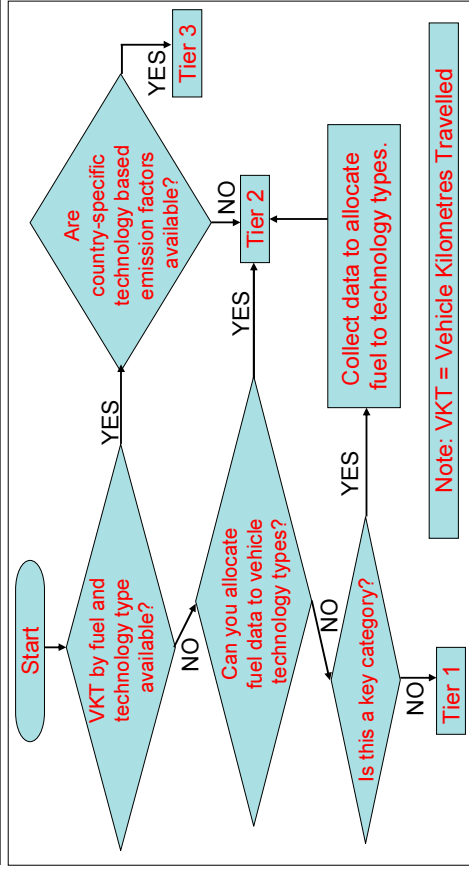 Start
VKT by fuel and
technology type
available?
YES
Are
country-specific
technology based
emission factors
available?
YES
Tier 3
NO
NO
Can you allocate
fuel data to vehicle
technology types?
YES
Tier 2
NO
Is this a key category?
YES
Collect data to allocate
fuel to technology types.
NO
Tier 1
Note: VKT = Vehicle Kilometres Travelled